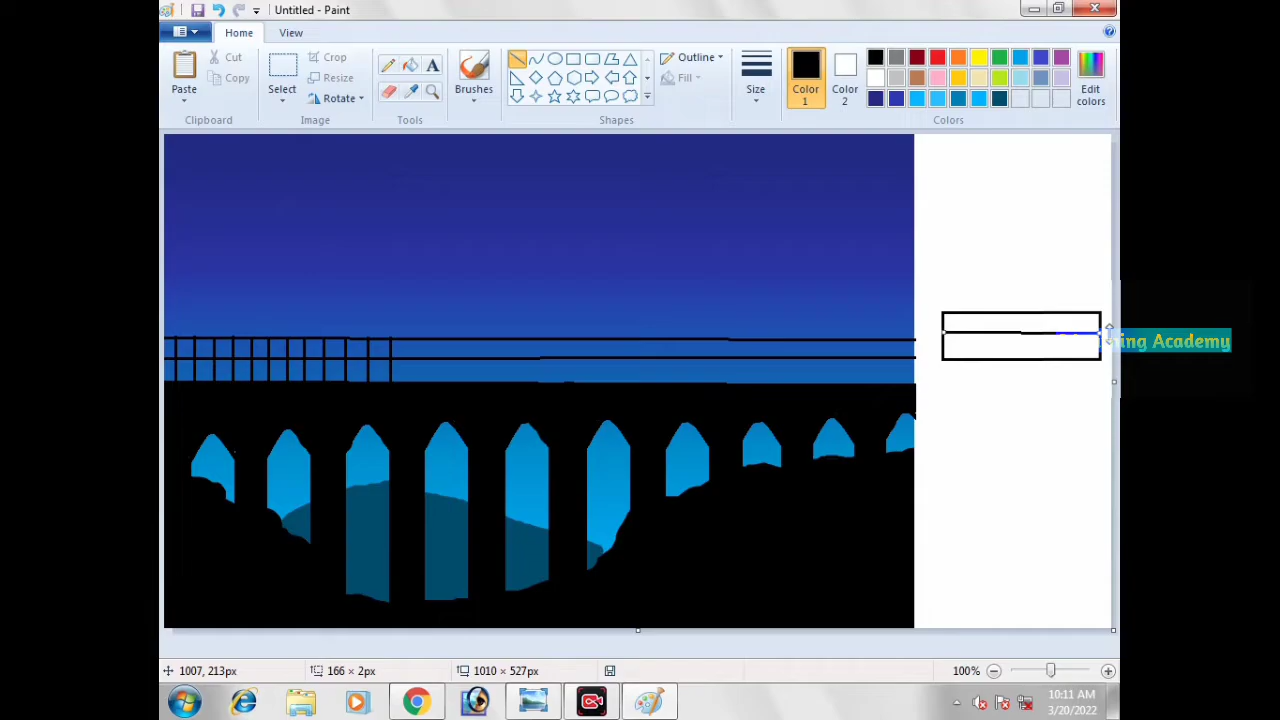 Untitled - Paint
Home
View
Paste
Cut
Copy
Clipboard
Select
Crop
Resize
Rotate
Image
Tools
Brushes
Shapes
Outline
Fill
Size
Color
1
Color
2
Edit
colors
Colors
ing Academy
1007, 213px
166 × 2px
1010 × 527px
100%
10:11 AM
3/20/2022